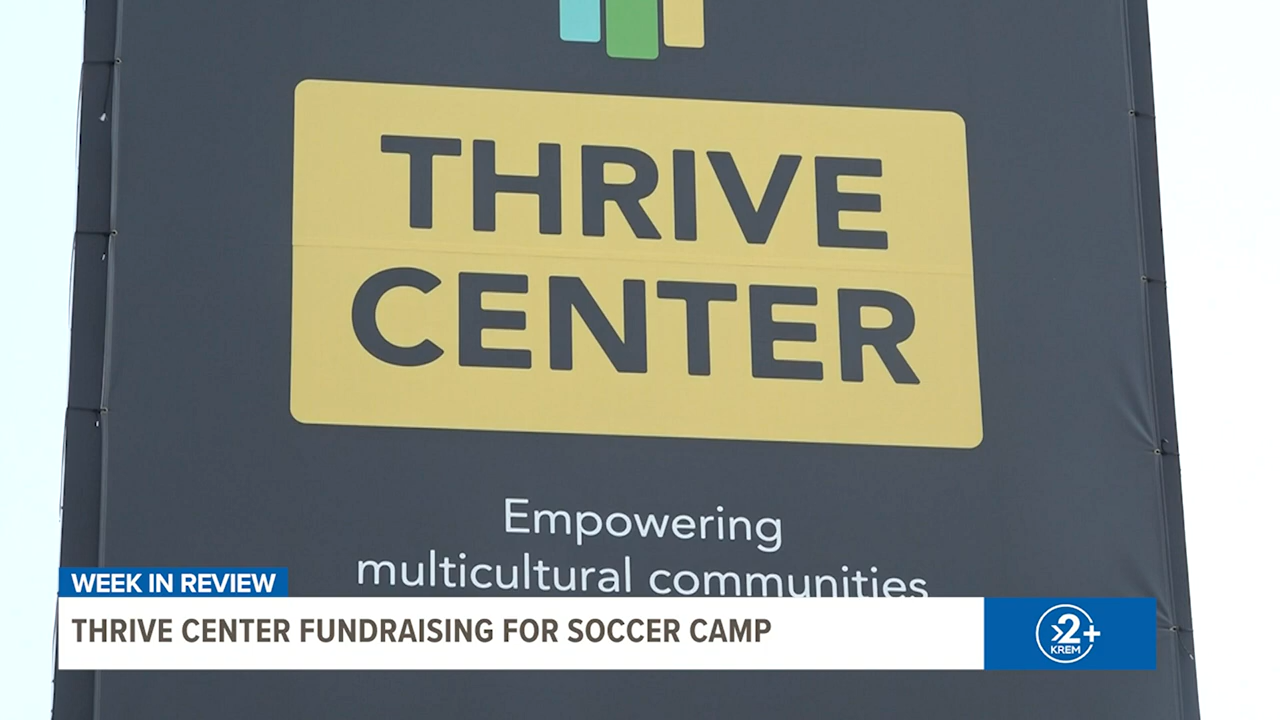 THRIVE
CENTER
Empowering
multicultural communities
WEEK IN REVIEW
THRIVE CENTER FUNDRAISING FOR SOCCER CAMP
2+
KREM